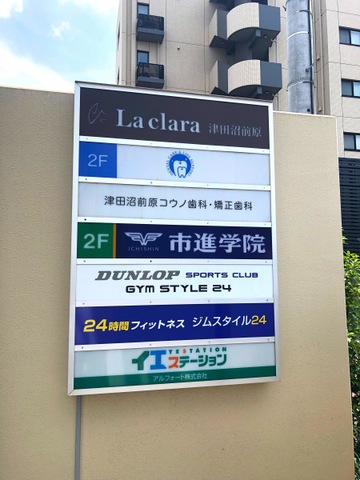 La clara 津田沼前原
2F
津田沼前原コウノ歯科・矯正歯科
2F ICHISHIN 市進学院
DUNLOP SPORTS CLUB
GYM STYLE 24
24時間フィットネス ジムスタイル24
YESTATION
イエステーション
アルフォート株式会社